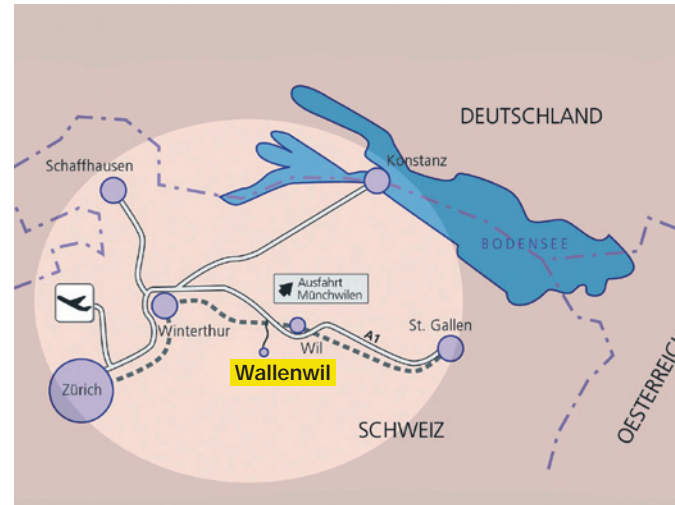 DEUTSCHLAND
Konstanz
Schaffhausen
BODENSEE
Ausfahrt
Münchwilen
Winterthur
St. Gallen
A1
Wil
Wallenwil
Zürich
SCHWEIZ
OESTERREICH